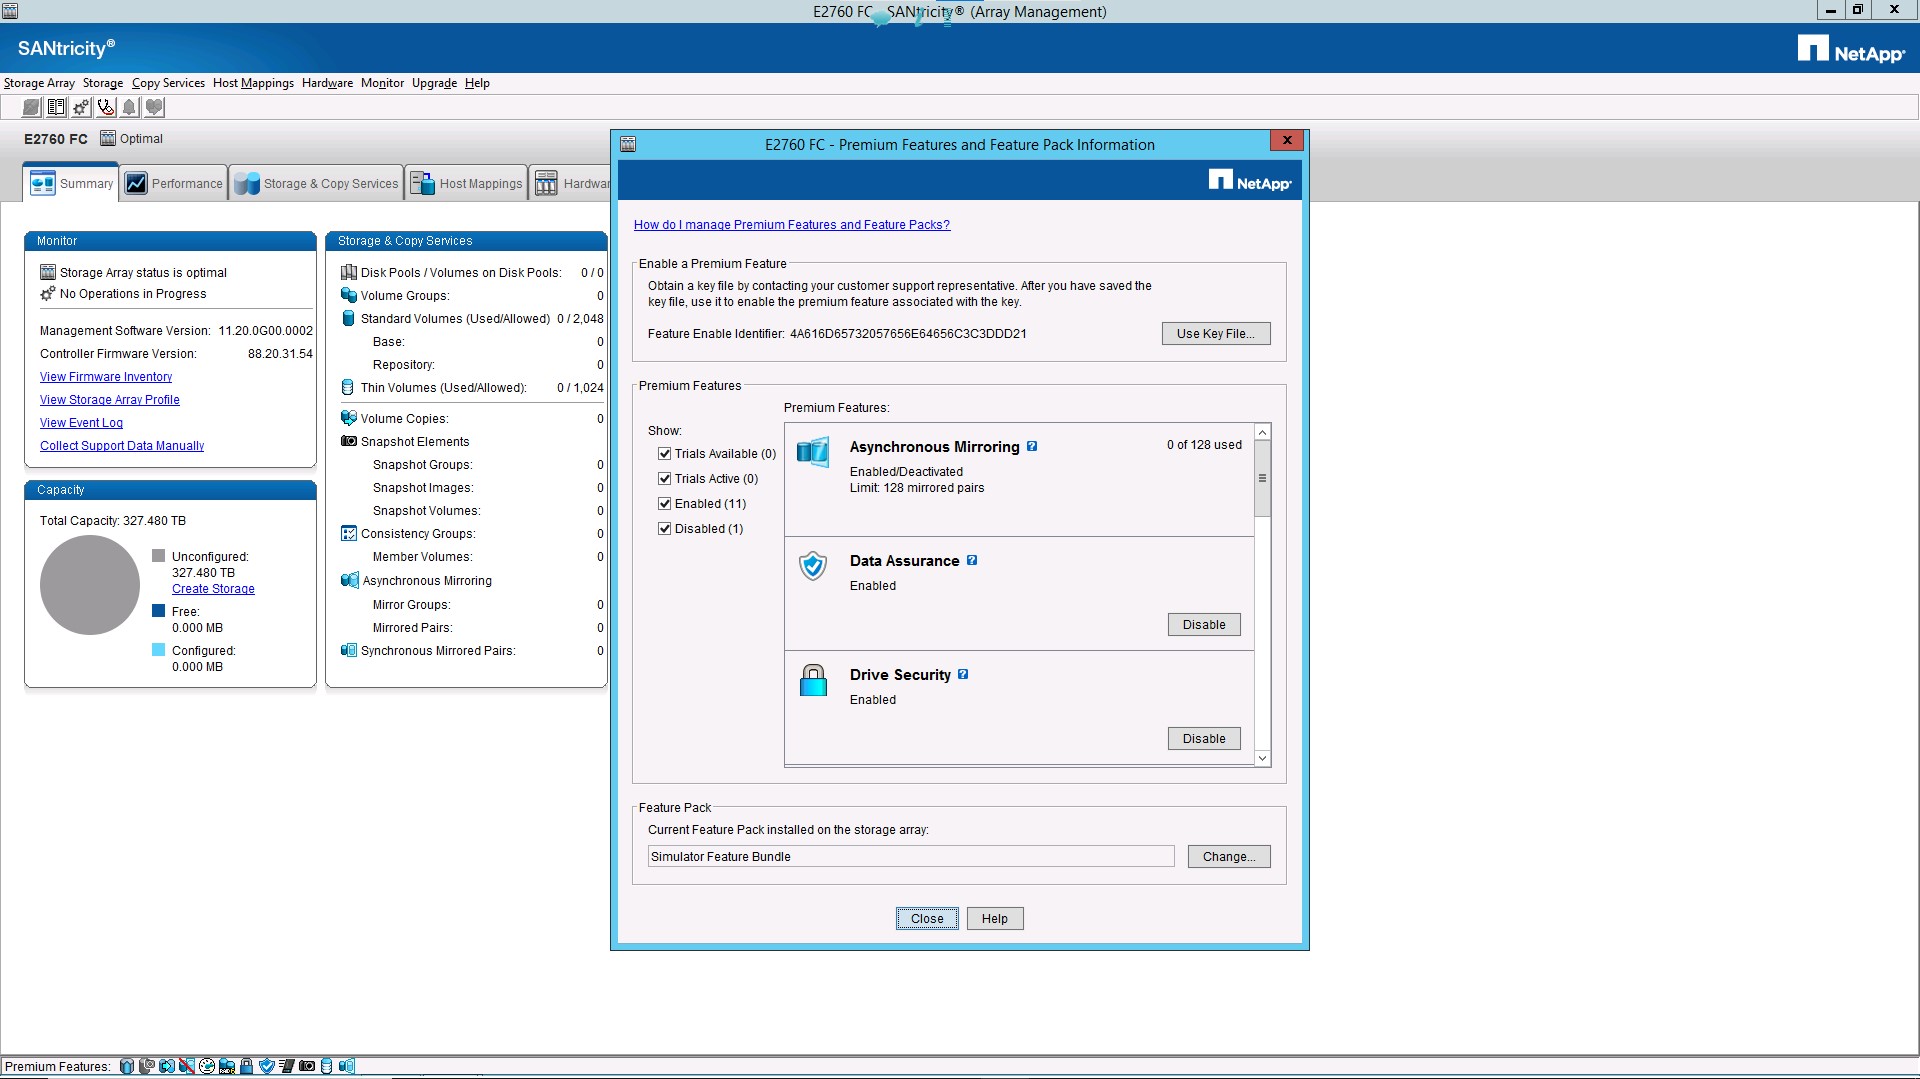 E2760 FC - SANtricity® (Array Management)
SANtricity®
NetApp®
Storage Array Storage Copy Services Host Mappings Hardware Monitor Upgrade Help
E2760 FC Optimal
Summary Performance Storage & Copy Services Host Mappings Hardwar
Monitor
Storage Array status is optimal
No Operations in Progress
Management Software Version: 11.20.0G00.0002
Controller Firmware Version: 88.20.31.54
View Firmware Inventory
View Storage Array Profile
View Event Log
Collect Support Data Manually
Capacity
Total Capacity: 327.480 TB
Unconfigured:
327.480 TB
Create Storage
Free:
0.000 MB
Configured:
0.000 MB
Storage & Copy Services
Disk Pools / Volumes on Disk Pools: 0 / 0
Volume Groups: 0
Standard Volumes (Used/Allowed) 0 / 2,048
Base: 0
Repository: 0
Thin Volumes (Used/Allowed): 0 / 1,024
Volume Copies: 0
Snapshot Elements
Snapshot Groups: 0
Snapshot Images: 0
Snapshot Volumes: 0
Consistency Groups: 0
Member Volumes: 0
Asynchronous Mirroring
Mirror Groups: 0
Mirrored Pairs: 0
Synchronous Mirrored Pairs: 0
E2760 FC - Premium Features and Feature Pack Information
NetApp®
How do I manage Premium Features and Feature Packs?
Enable a Premium Feature
Obtain a key file by contacting your customer support representative. After you have saved the
key file, use it to enable the premium feature associated with the key.
Feature Enable Identifier: 4A616D65732057656E64656C3C3DDD21
Use Key File...
Premium Features
Premium Features:
Show:
Trials Available (0)
Trials Active (0)
Enabled (11)
Disabled (1)
Asynchronous Mirroring ? 0 of 128 used
Enabled/Deactivated
Limit: 128 mirrored pairs
Data Assurance ?
Enabled
Disable
Drive Security ?
Enabled
Disable
Feature Pack
Current Feature Pack installed on the storage array:
Simulator Feature Bundle
Change...
Close Help
Premium Features: